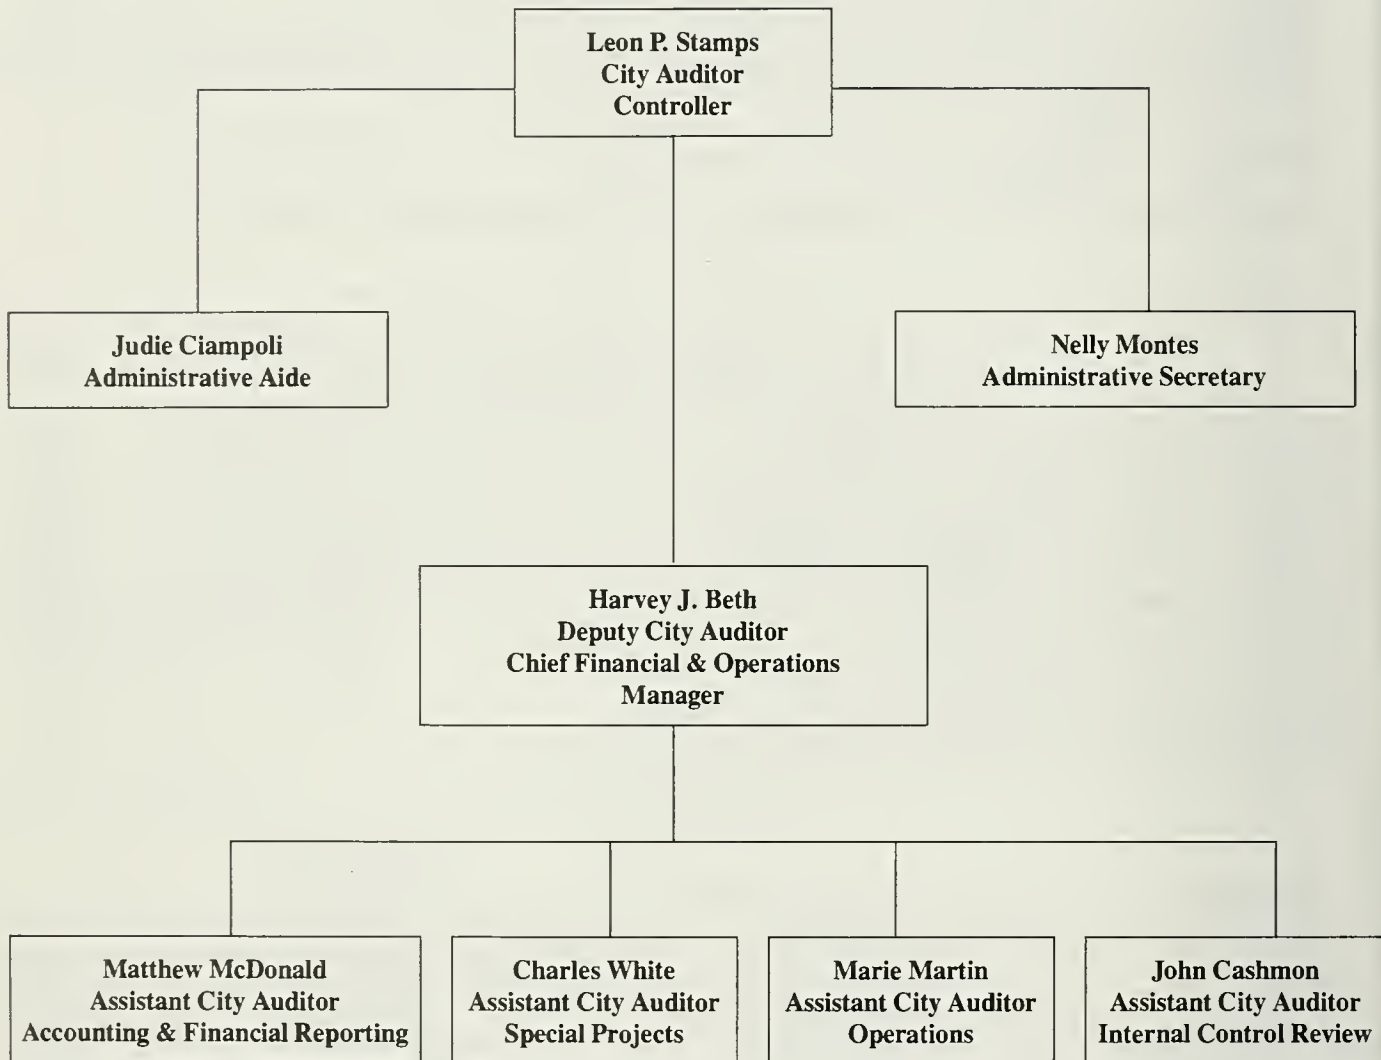 Leon P. Stamps
City Auditor
Controller
Judie Ciampoli
Administrative Aide
Nelly Montes
Administrative Secretary
Harvey J. Beth
Deputy City Auditor
Chief Financial & Operations
Manager
Matthew McDonald
Assistant City Auditor
Accounting & Financial Reporting
Charles White
Assistant City Auditor
Special Projects
Marie Martin
Assistant City Auditor
Operations
John Cashmon
Assistant City Auditor
Internal Control Review